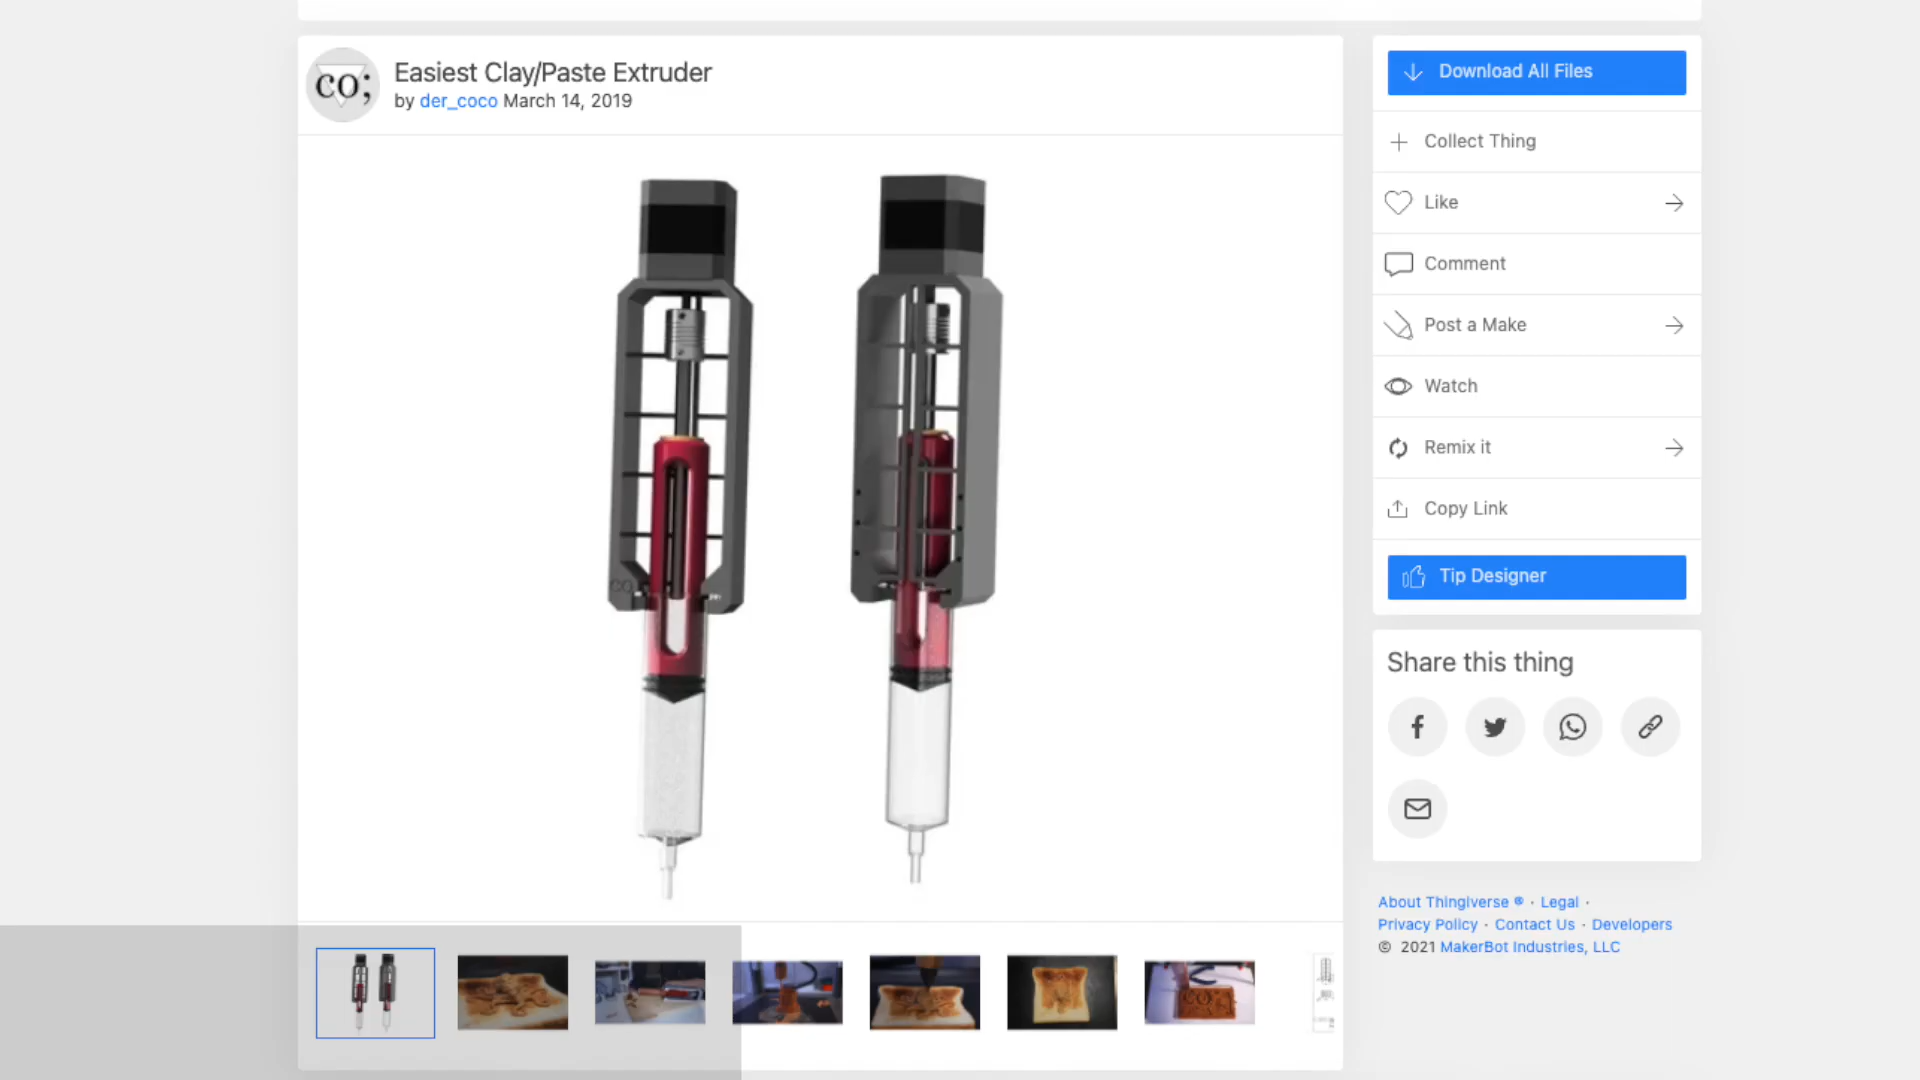 co;
Easiest Clay/Paste Extruder
by der_coco March 14, 2019
Download All Files
Collect Thing
Like
Comment
Post a Make
Watch
Remix it
Copy Link
Tip Designer
Share this thing
About Thingiverse ® · Legal ·
Privacy Policy · Contact Us · Developers
© 2021 MakerBot Industries, LLC